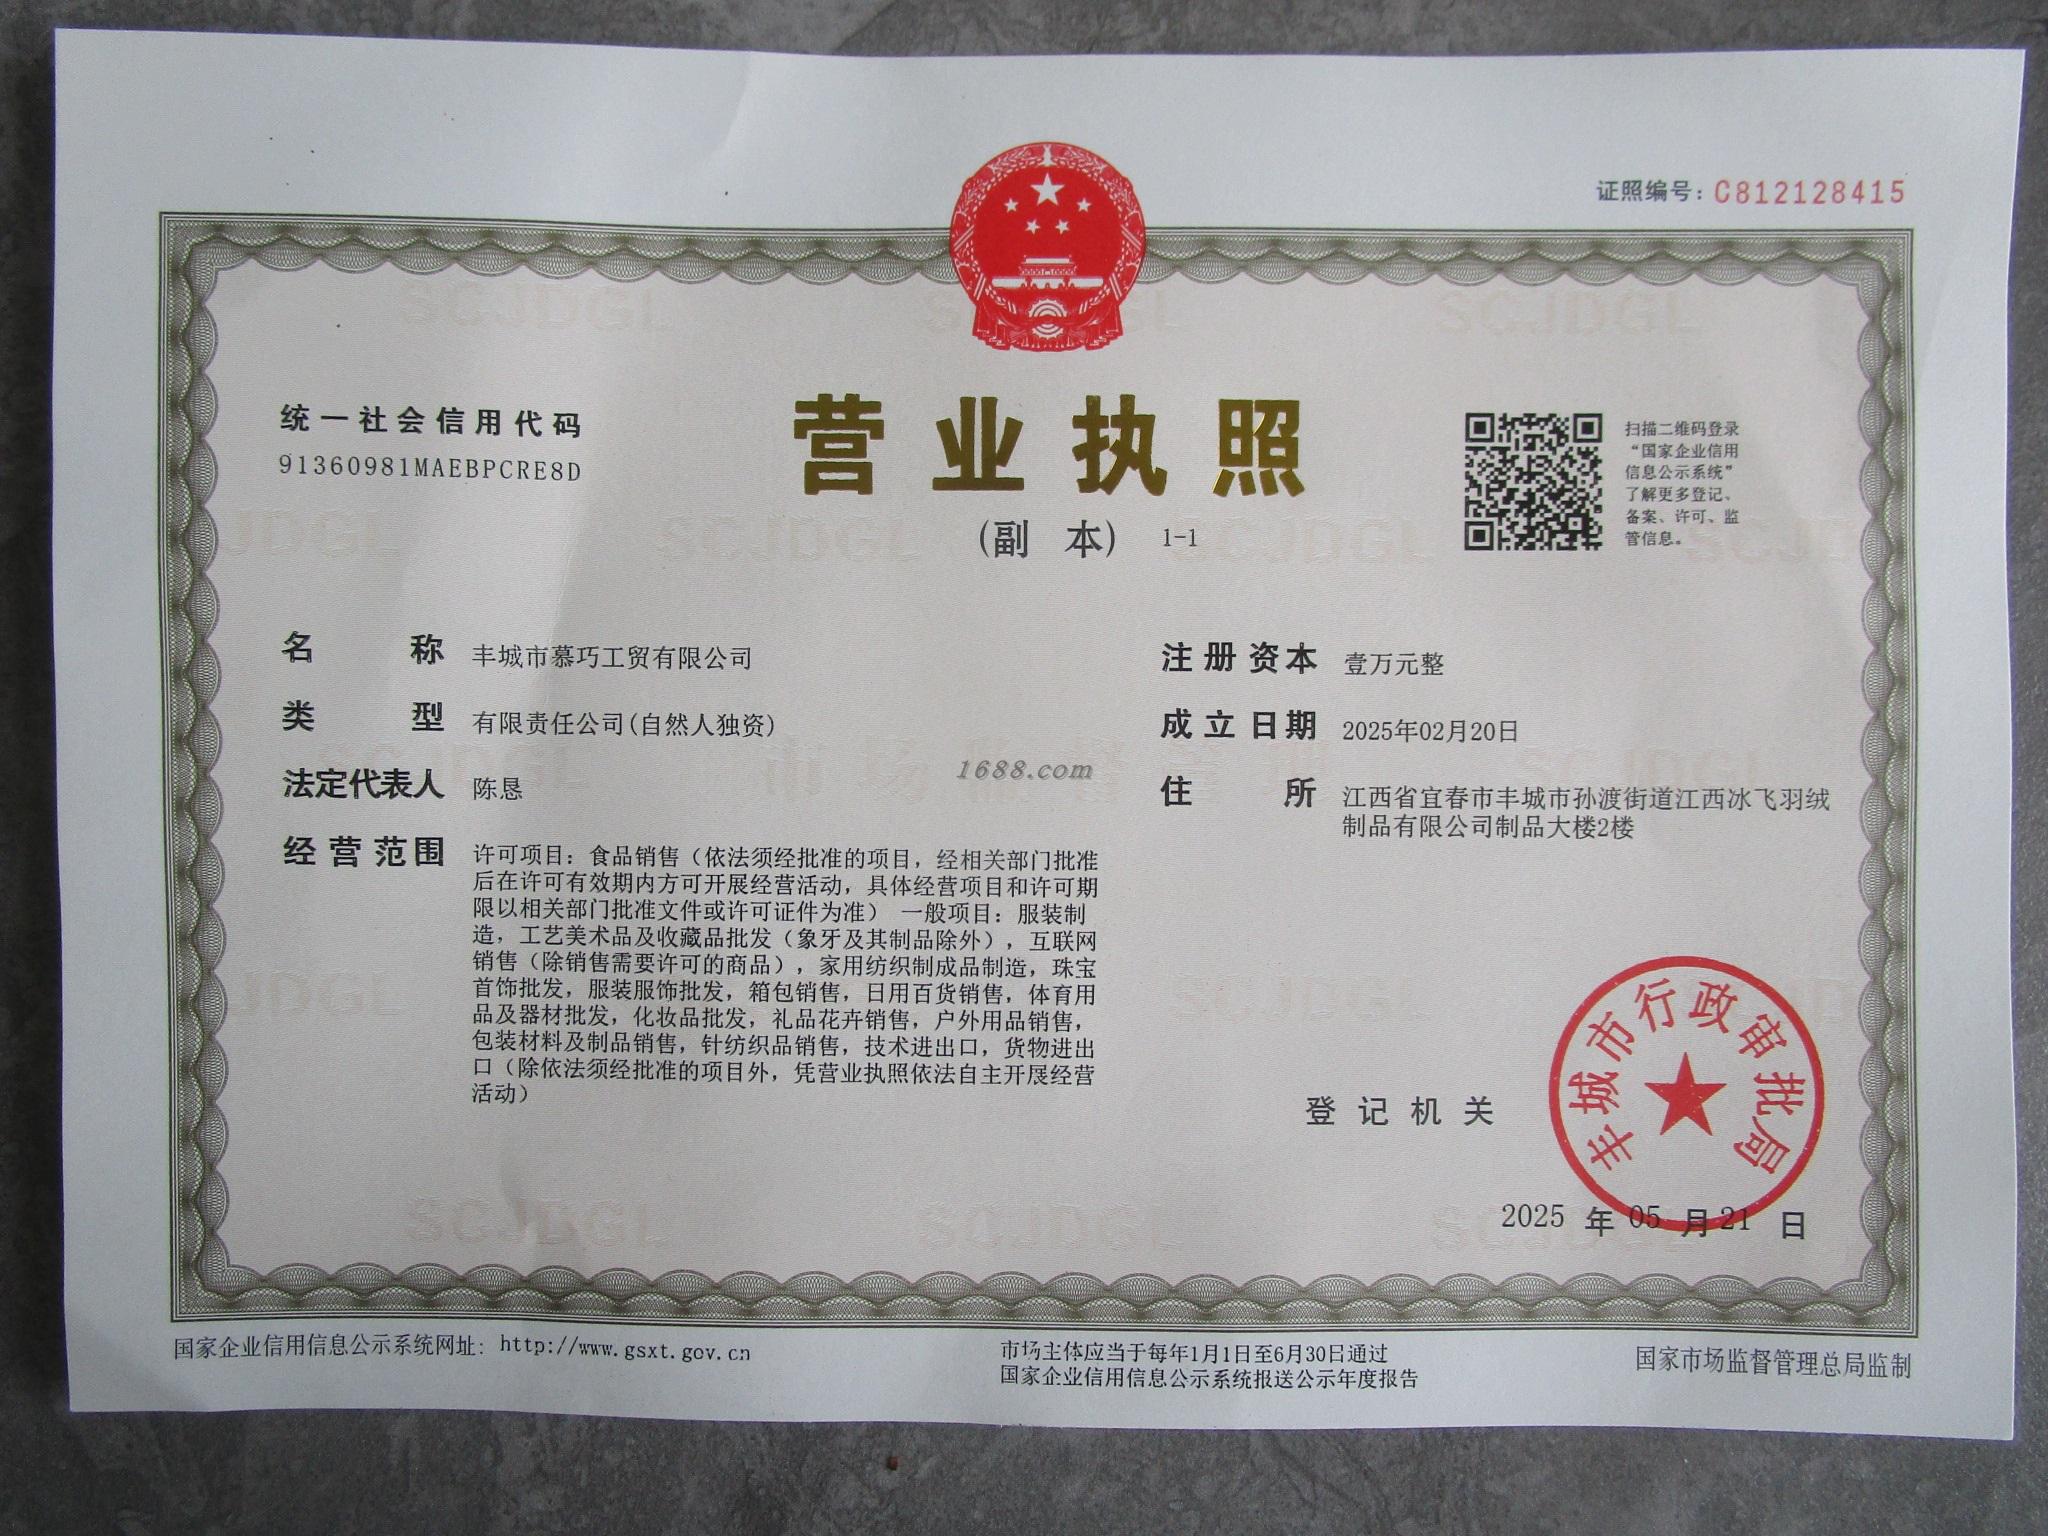 证照编号：C812128415
统一社会信用代码
91360981MAEBPCRE8D
营业执照
(副 本) 1-1
扫描二维码登录
“国家企业信用
信息公示系统”
了解更多登记、
备案、许可、监
管信息。
名称 丰城市慕巧工贸有限公司
类型 有限责任公司(自然人独资)
法定代表人 陈恳
经营范围 许可项目：食品销售（依法须经批准的项目，经相关部门批准
后在许可有效期内方可开展经营活动，具体经营项目和许可期
限以相关部门批准文件或许可证件为准） 一般项目：服装制
造，工艺美术品及收藏品批发（象牙及其制品除外），互联网
销售（除销售需要许可的商品），家用纺织制成品制造，珠宝
首饰批发，服装服饰批发，箱包销售，日用百货销售，体育用
品及器材批发，化妆品批发，礼品花卉销售，户外用品销售，
包装材料及制品销售，针纺织品销售，技术进出口，货物进出
口（除依法须经批准的项目外，凭营业执照依法自主开展经营
活动）
注册资本 壹万元整
成立日期 2025年02月20日
住所 江西省宜春市丰城市孙渡街道江西冰飞羽绒
制品有限公司制品大楼2楼
1688.com
登记机关
丰城市行政审批局
2025 年 05 月 21 日
国家企业信用信息公示系统网址：http://www.gsxt.gov.cn
市场主体应当于每年1月1日至6月30日通过
国家企业信用信息公示系统报送公示年度报告
国家市场监督管理总局监制